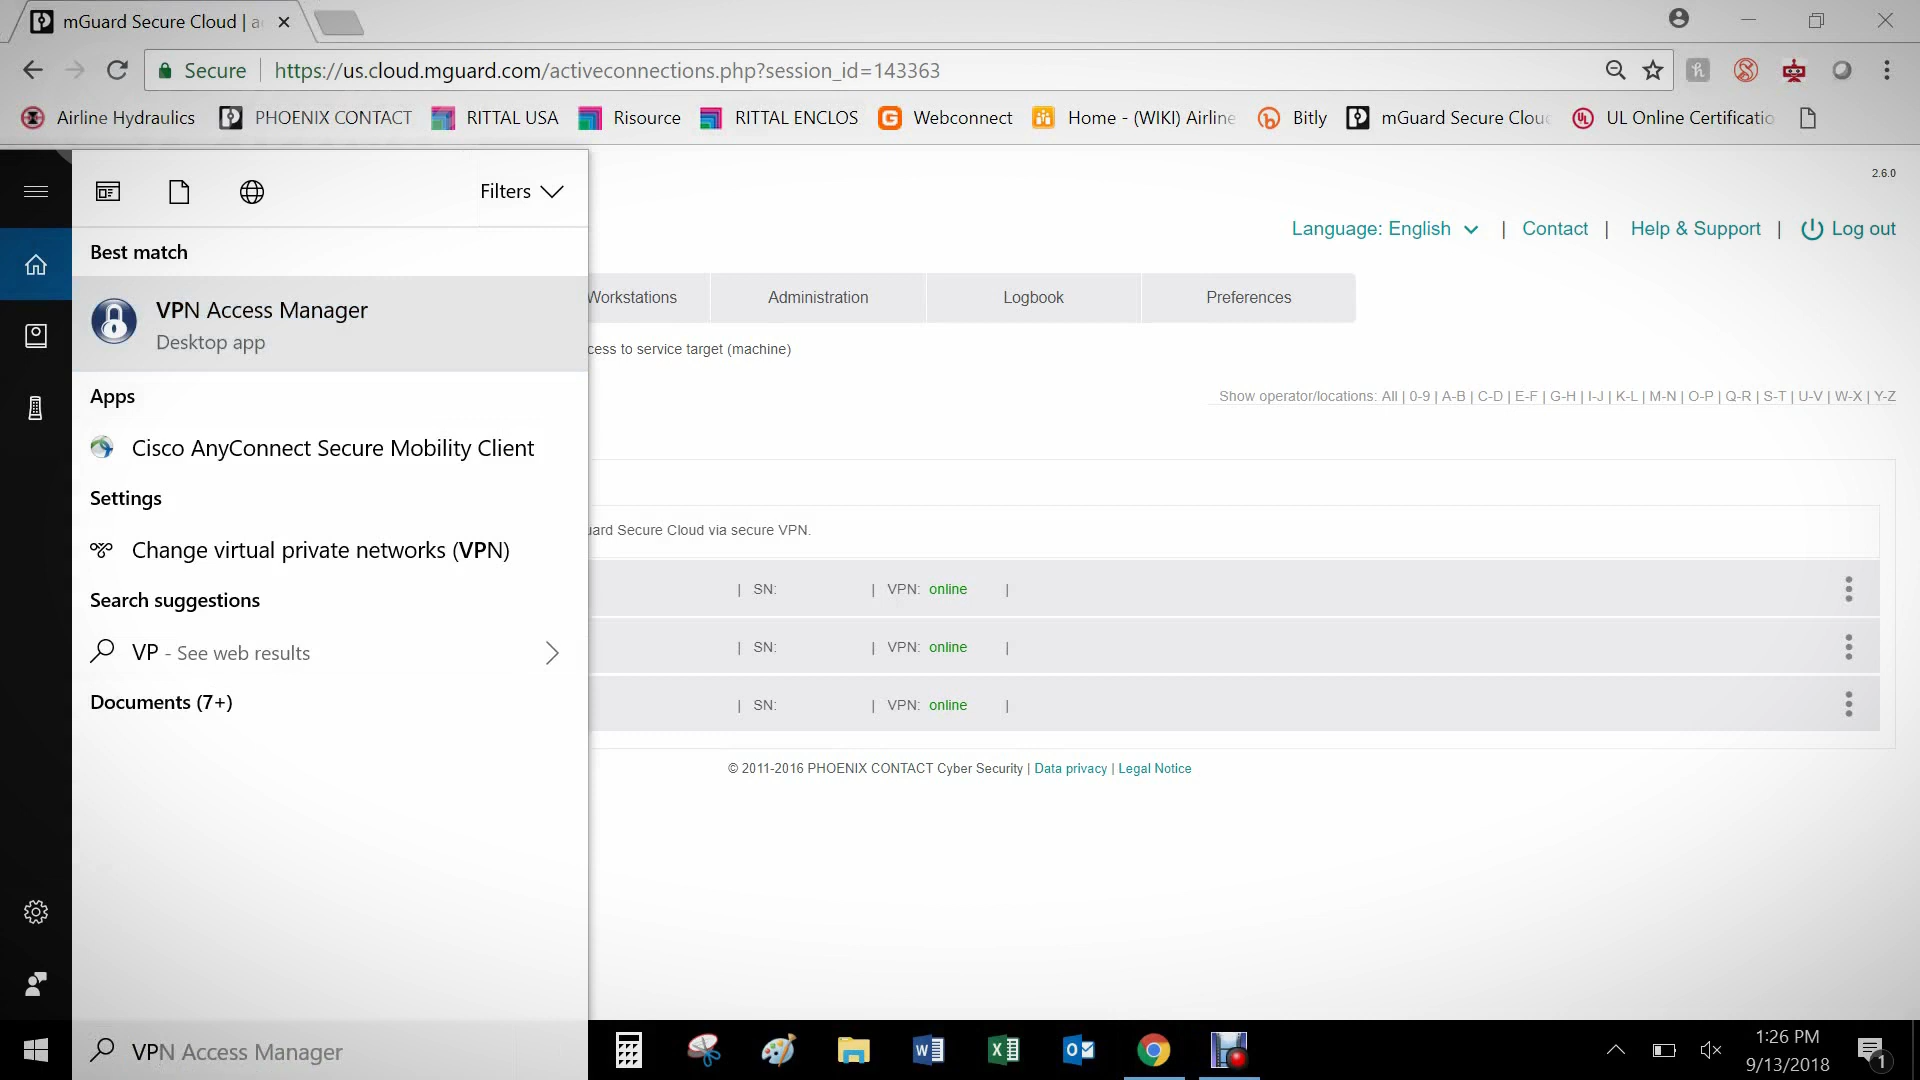 mGuard Secure Cloud | a
Secure
https://us.cloud.mguard.com/activeconnections.php?session_id=143363
Airline Hydraulics
PHOENIX CONTACT
RITTAL USA
Risource
RITTAL ENCLOS
Webconnect
Home - (WIKI) Airline
Bitly
mGuard Secure Clou
UL Online Certificatio
Filters
2.6.0
Language: English | Contact | Help & Support | Log out
Best match
VPN Access Manager
Desktop app
Workstations
Administration
Logbook
Preferences
cess to service target (machine)
Show operator/locations: All | 0-9 | A-B | C-D | E-F | G-H | I-J | K-L | M-N | O-P | Q-R | S-T | U-V | W-X | Y-Z
Apps
Cisco AnyConnect Secure Mobility Client
Settings
Change virtual private networks (VPN)
uard Secure Cloud via secure VPN.
| SN: | VPN: online |
| SN: | VPN: online |
| SN: | VPN: online |
Search suggestions
VP - See web results
Documents (7+)
© 2011-2016 PHOENIX CONTACT Cyber Security | Data privacy | Legal Notice
VPN Access Manager
1:26 PM
9/13/2018
1